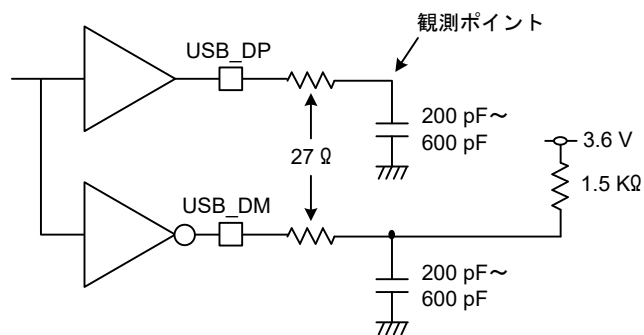 観測ポイント
USB_DP
200 pF～
600 pF
3.6 V
27 Ω
1.5 KΩ
USB_DM
200 pF～
600 pF